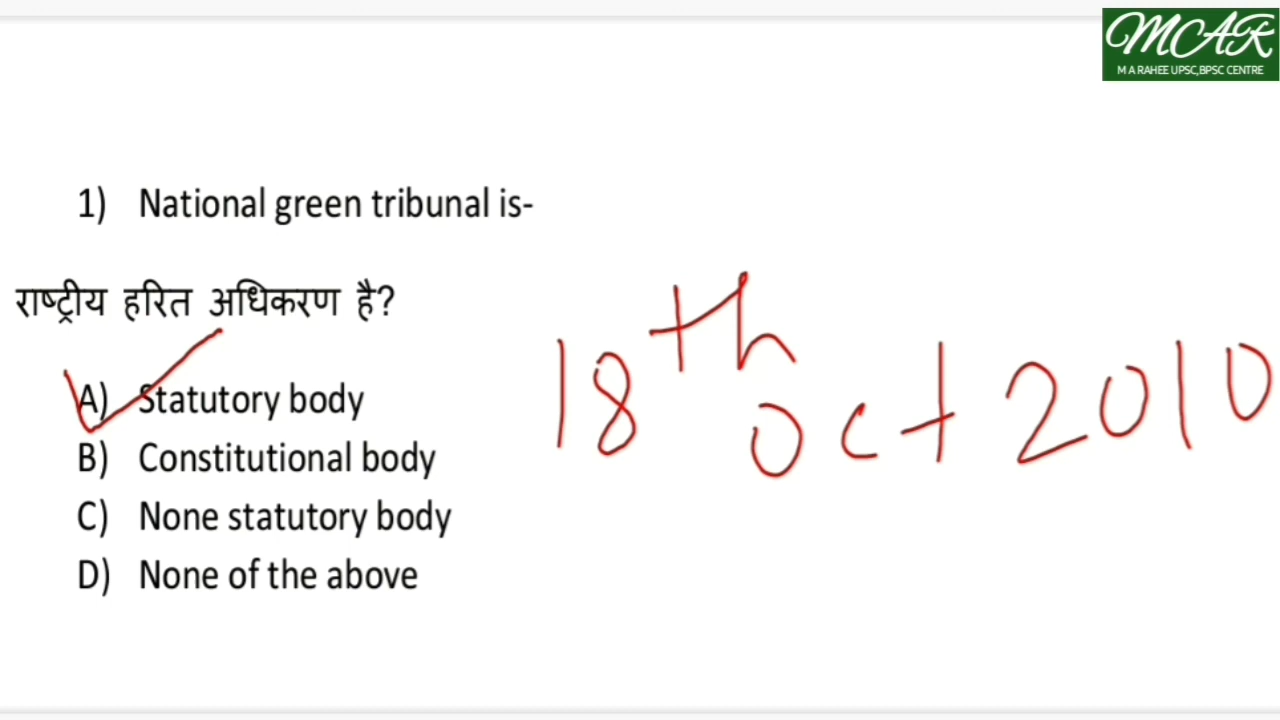 MCAR
M A RAHEE UPSC,BPSC CENTRE
1) National green tribunal is-
राष्ट्रीय हरित अधिकरण है?
18th Oct 2010
A) Statutory body
B) Constitutional body
C) None statutory body
D) None of the above